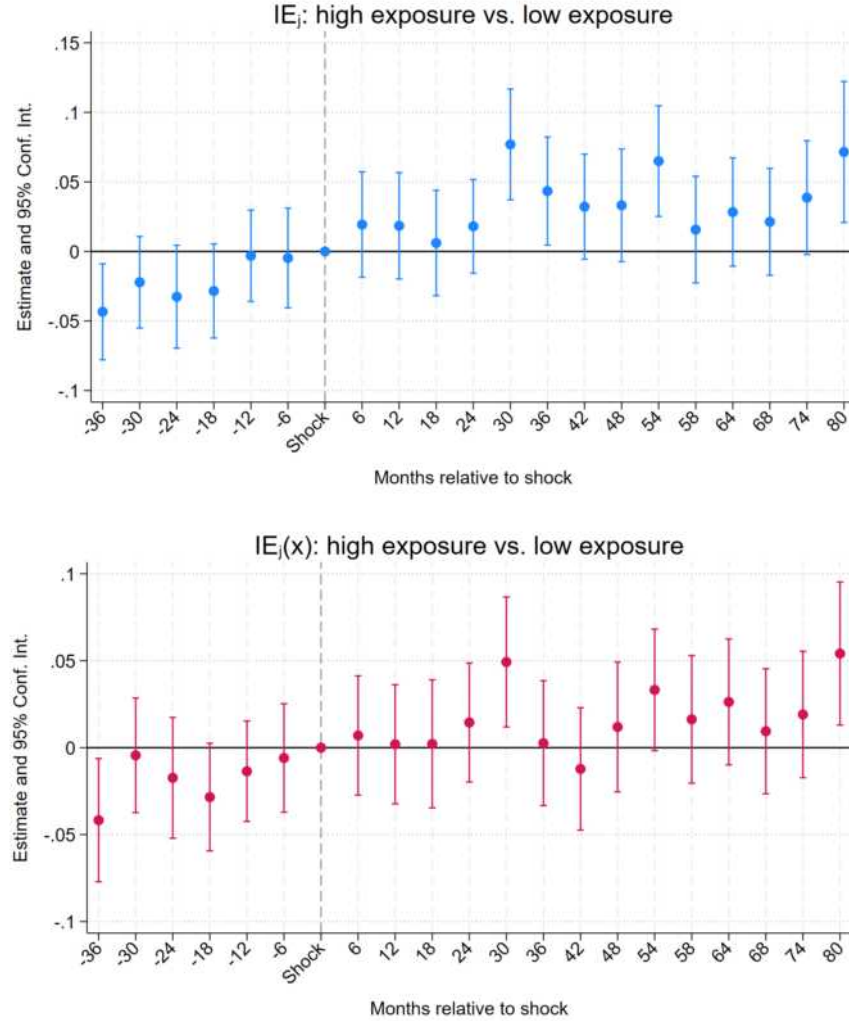 IEⱼ: high exposure vs. low exposure
Estimate and 95% Conf. Int.
.15
.1
.05
0
-.05
-.1
-36 -30 -24 -18 -12 -6 Shock 6 12 18 24 30 36 42 48 54 58 64 68 74 80
Months relative to shock
IEⱼ(x): high exposure vs. low exposure
Estimate and 95% Conf. Int.
.1
.05
0
-.05
-.1
-36 -30 -24 -18 -12 -6 Shock 6 12 18 24 30 36 42 48 54 58 64 68 74 80
Months relative to shock